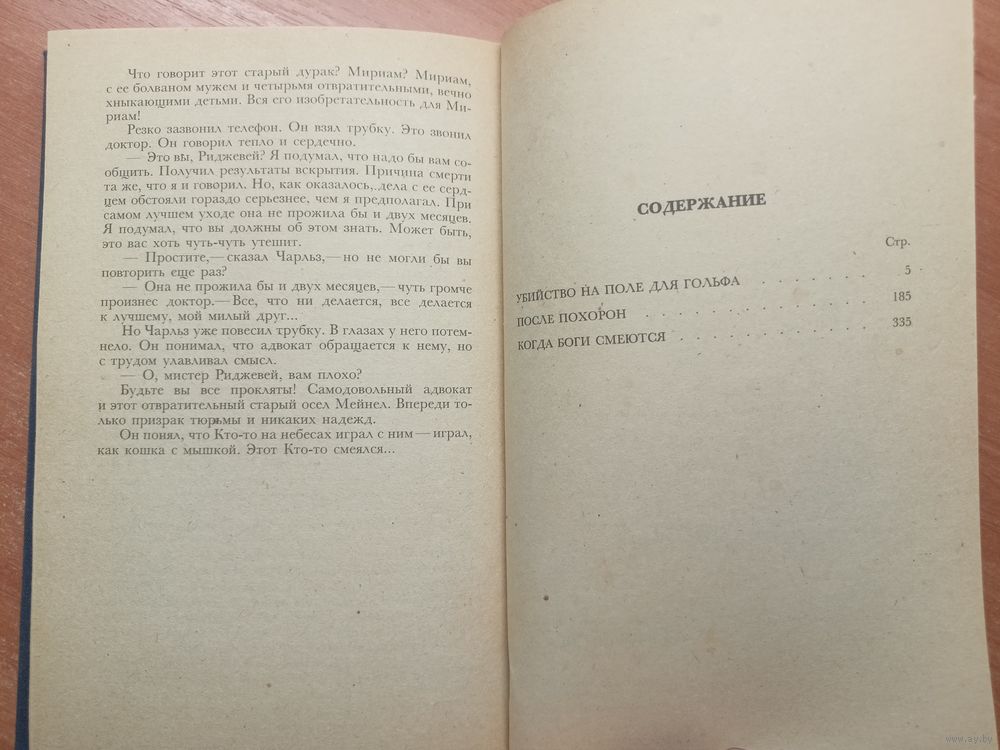 Что говорит этот старый дурак? Мириам? Мириам,
с ее болваном мужем и четырьмя отвратительными, вечно
хныкающими детьми. Вся его изобретательность для Ми-
риам!
Резко зазвонил телефон. Он взял трубку. Это звонил
доктор. Он говорил тепло и сердечно.
— Это вы, Риджевей? Я подумал, что надо бы вам со-
общить. Получил результаты вскрытия. Причина смерти
та же, что я и говорил. Но, как оказалось, дела с ее серд-
цем обстояли гораздо серьезнее, чем я предполагал. При
самом лучшем уходе она не прожила бы и двух месяцев.
Я подумал, что вы должны об этом знать. Может быть,
это вас хоть чуть-чуть утешит.
— Простите,— сказал Чарльз,— но не могли бы вы
повторить еще раз?
— Она не прожила бы и двух месяцев,— чуть громче
произнес доктор.— Все, что ни делается, все делается
к лучшему, мой милый друг...
Но Чарльз уже повесил трубку. В глазах у него потем-
нело. Он понимал, что адвокат обращается к нему, но
с трудом улавливал смысл.
— О, мистер Риджевей, вам плохо?
Будьте вы все прокляты! Самодовольный адвокат
и этот отвратительный старый осел Мейнел. Впереди то-
лько призрак тюрьмы и никаких надежд.
Он понял, что Кто-то на небесах играл с ним — играл,
как кошка с мышкой. Этот Кто-то смеялся...
СОДЕРЖАНИЕ
Стр.
УБИЙСТВО НА ПОЛЕ ДЛЯ ГОЛЬФА . . . . . . . . 5
ПОСЛЕ ПОХОРОН . . . . . . . . . . . 185
КОГДА БОГИ СМЕЮТСЯ . . . . . . . . . . 335
www.ay.by